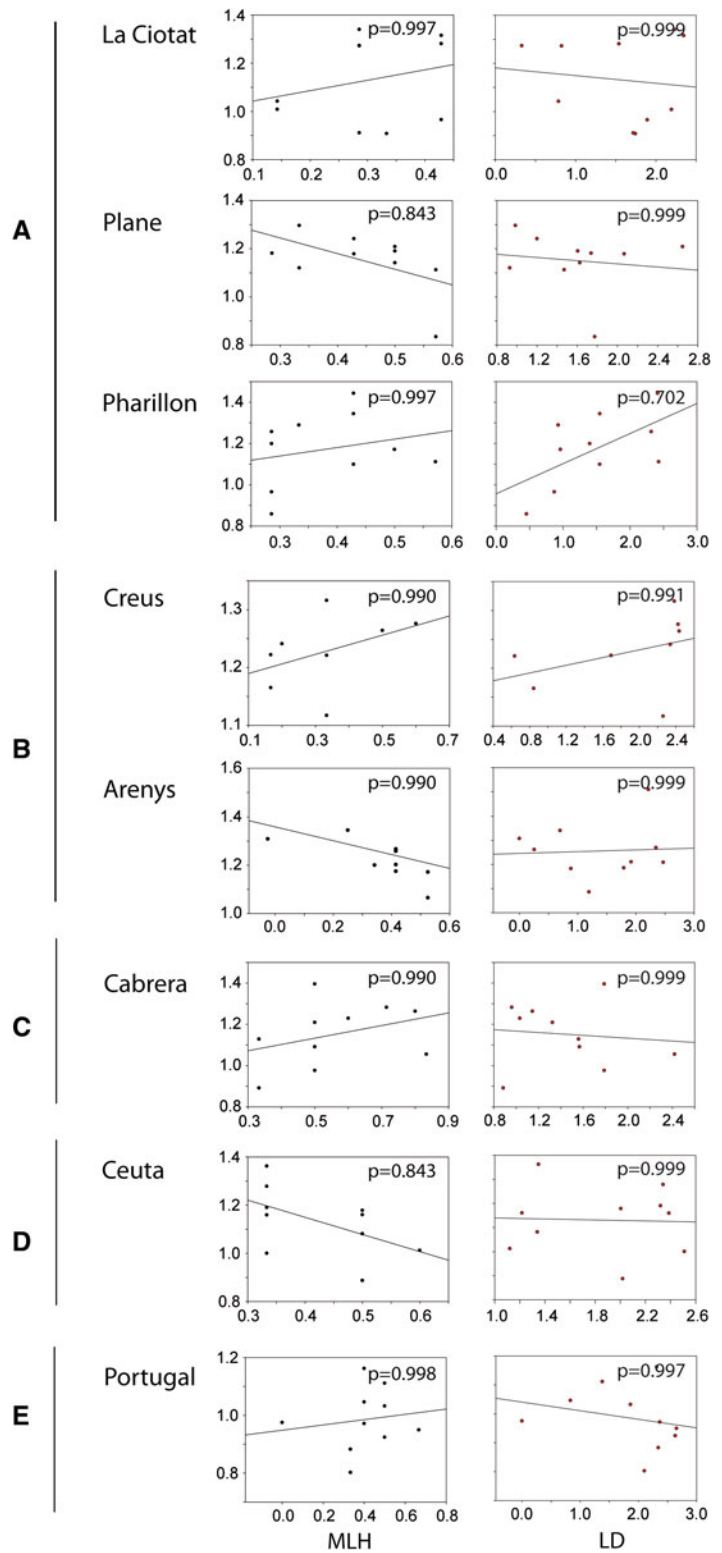 A
La Ciotat
p=0.997
1.4
1.2
1.0
0.8
0.1 0.2 0.3 0.4
p=0.999
0.0 1.0 2.0
Plane
p=0.843
1.4
1.2
1.0
0.8
0.3 0.4 0.5 0.6
p=0.999
0.8 1.2 1.6 2.0 2.4 2.8
Pharillon
p=0.997
1.4
1.2
1.0
0.8
0.3 0.4 0.5 0.6
p=0.702
0.0 1.0 2.0 3.0
B
Creus
p=0.990
1.3
1.2
1.1
0.1 0.3 0.5 0.7
p=0.991
0.4 0.8 1.2 1.6 2.0 2.4
Arenys
p=0.990
1.6
1.4
1.2
1.0
0.0 0.2 0.4 0.6
p=0.999
0.0 1.0 2.0 3.0
C
Cabrera
p=0.990
1.4
1.2
1.0
0.8
0.3 0.5 0.7 0.9
p=0.999
0.8 1.2 1.6 2.0 2.4
D
Ceuta
p=0.843
1.4
1.2
1.0
0.8
0.3 0.4 0.5 0.6
p=0.999
1.0 1.4 1.8 2.2 2.6
E
Portugal
p=0.998
1.2
1.0
0.8
0.0 0.2 0.4 0.6 0.8
MLH
p=0.997
0.0 1.0 2.0 3.0
LD